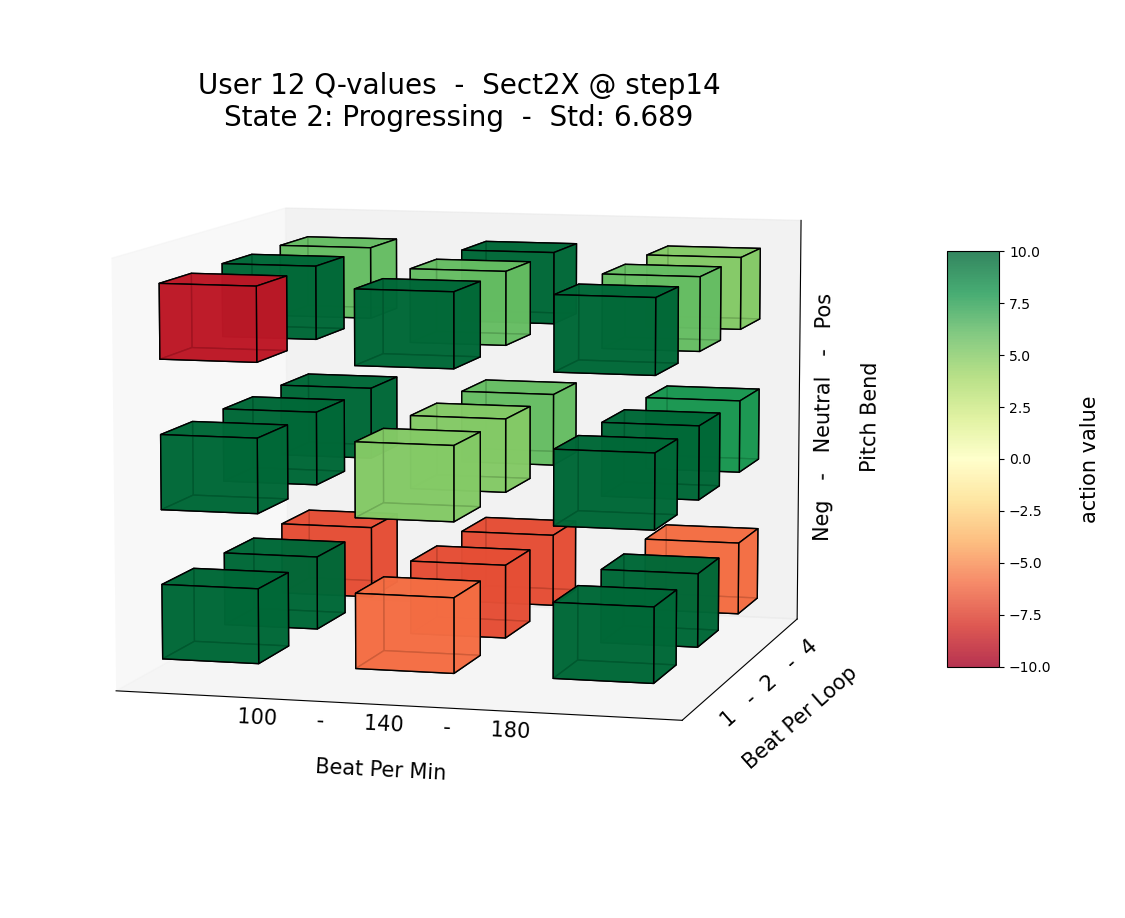 User 12 Q-values  -  Sect2X @ step14
State 2: Progressing  -  Std: 6.689
Neg  -  Neutral  -  Pos
Pitch Bend
100  -  140  -  180
Beat Per Min
1  -  2  -  4
Beat Per Loop
10.0
7.5
5.0
2.5
0.0
−2.5
−5.0
−7.5
−10.0
action value